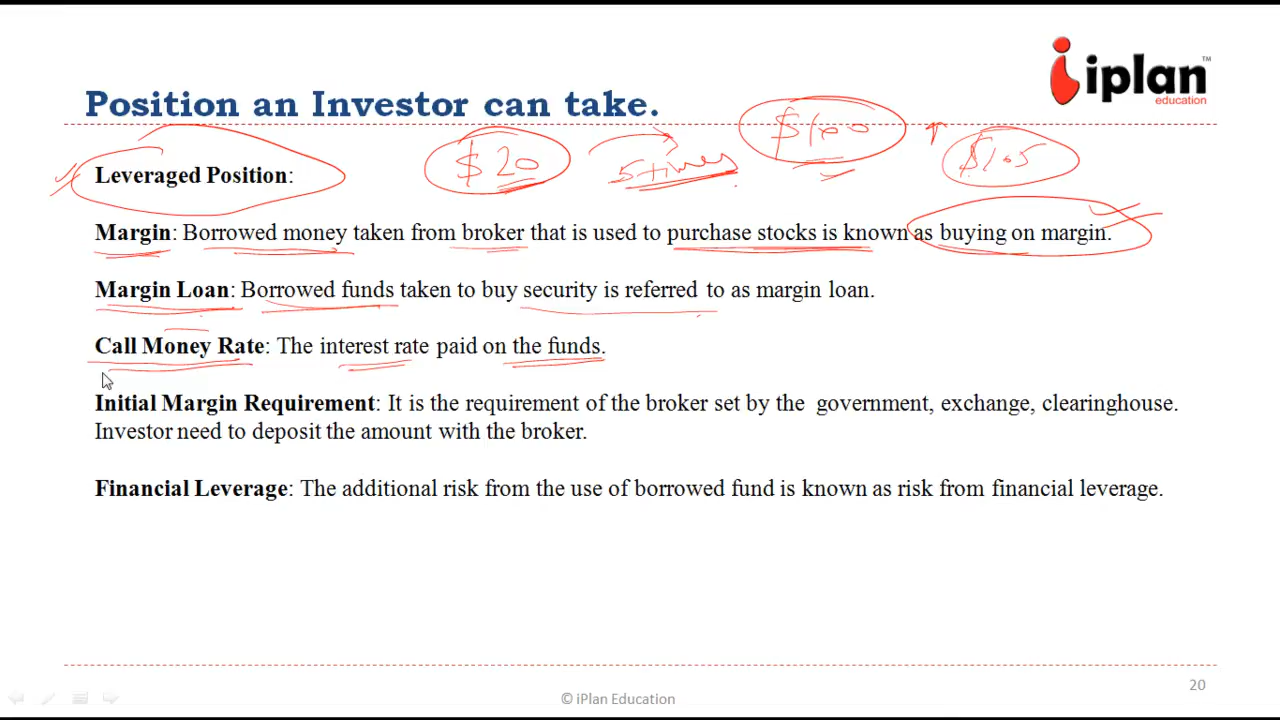 iplan™
education
Position an Investor can take.
$20 5 times $100 $105
Leveraged Position:
Margin: Borrowed money taken from broker that is used to purchase stocks is known as buying on margin.
Margin Loan: Borrowed funds taken to buy security is referred to as margin loan.
Call Money Rate: The interest rate paid on the funds.
Initial Margin Requirement: It is the requirement of the broker set by the government, exchange, clearinghouse.
Investor need to deposit the amount with the broker.
Financial Leverage: The additional risk from the use of borrowed fund is known as risk from financial leverage.
© iPlan Education
20